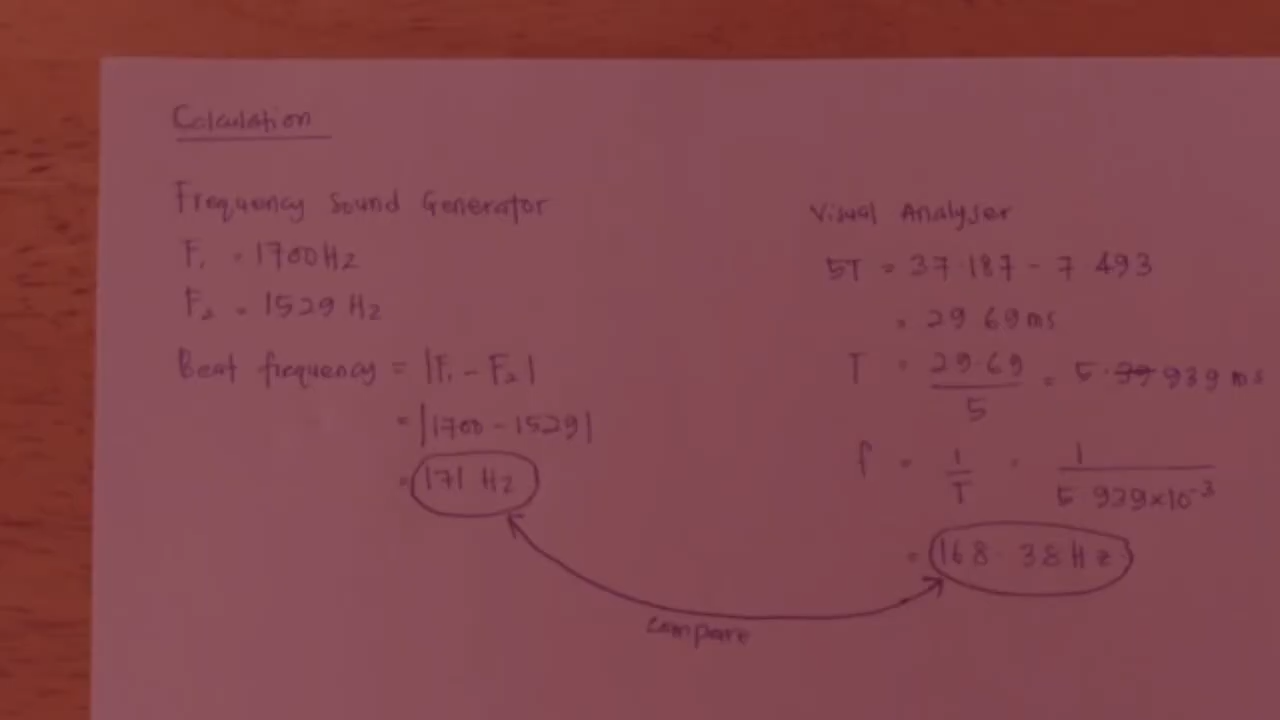 Calculation
Frequency Sound Generator
F₁ = 1700 Hz
F₂ = 1529 Hz
Beat frequency = |F₁ - F₂|
= |1700 - 1529|
= 171 Hz
Visual Analyser
5T = 37.187 - 7.493
= 29.69 ms
T = 29.69 / 5 = 5.939 ms
f = 1/T = 1 / 5.939×10⁻³
= 168.38 Hz
compare